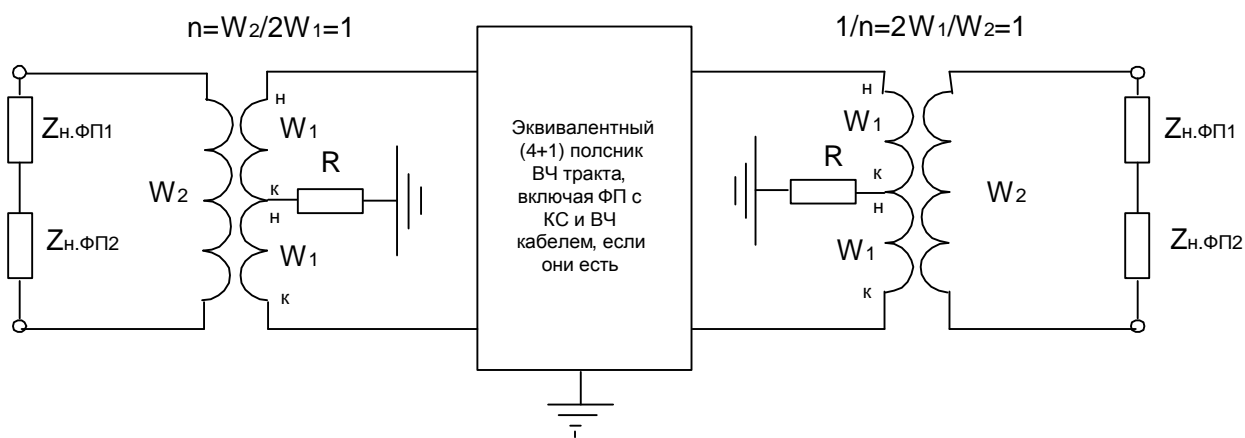 n=W2/2W1=1
1/n=2W1/W2=1
Zн.ФП1
Zн.ФП2
W2
н
W1
к
н
W1
к
R
Эквивалентный
(4+1) полсник
ВЧ тракта,
включая ФП с
КС и ВЧ
кабелем, если
они есть
R
н
W1
к
н
W1
к
W2
Zн.ФП1
Zн.ФП2